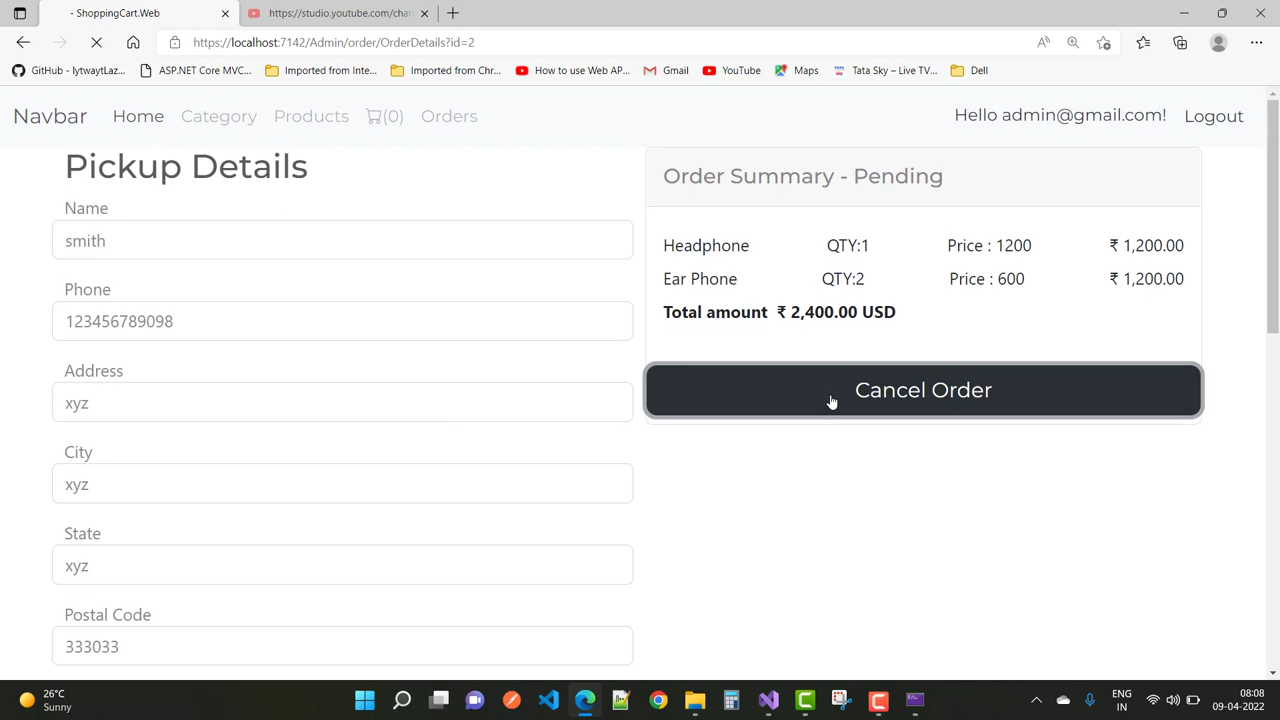 - ShoppingCart.Web
https://studio.youtube.com/char
https://localhost:7142/Admin/order/OrderDetails?id=2
GitHub - lytwaytLaz...
ASP.NET Core MVC...
Imported from Inte...
Imported from Chr...
How to use Web AP...
Gmail
YouTube
Maps
Tata Sky – Live TV...
Dell
Navbar
Home
Category
Products
(0)
Orders
Hello admin@gmail.com!
Logout
Pickup Details
Name
smith
Phone
123456789098
Address
xyz
City
xyz
State
xyz
Postal Code
333033
Order Summary - Pending
Headphone QTY:1 Price : 1200 ₹ 1,200.00
Ear Phone QTY:2 Price : 600 ₹ 1,200.00
Total amount ₹ 2,400.00 USD
Cancel Order
26°C
Sunny
ENG
IN
08:08
09-04-2022